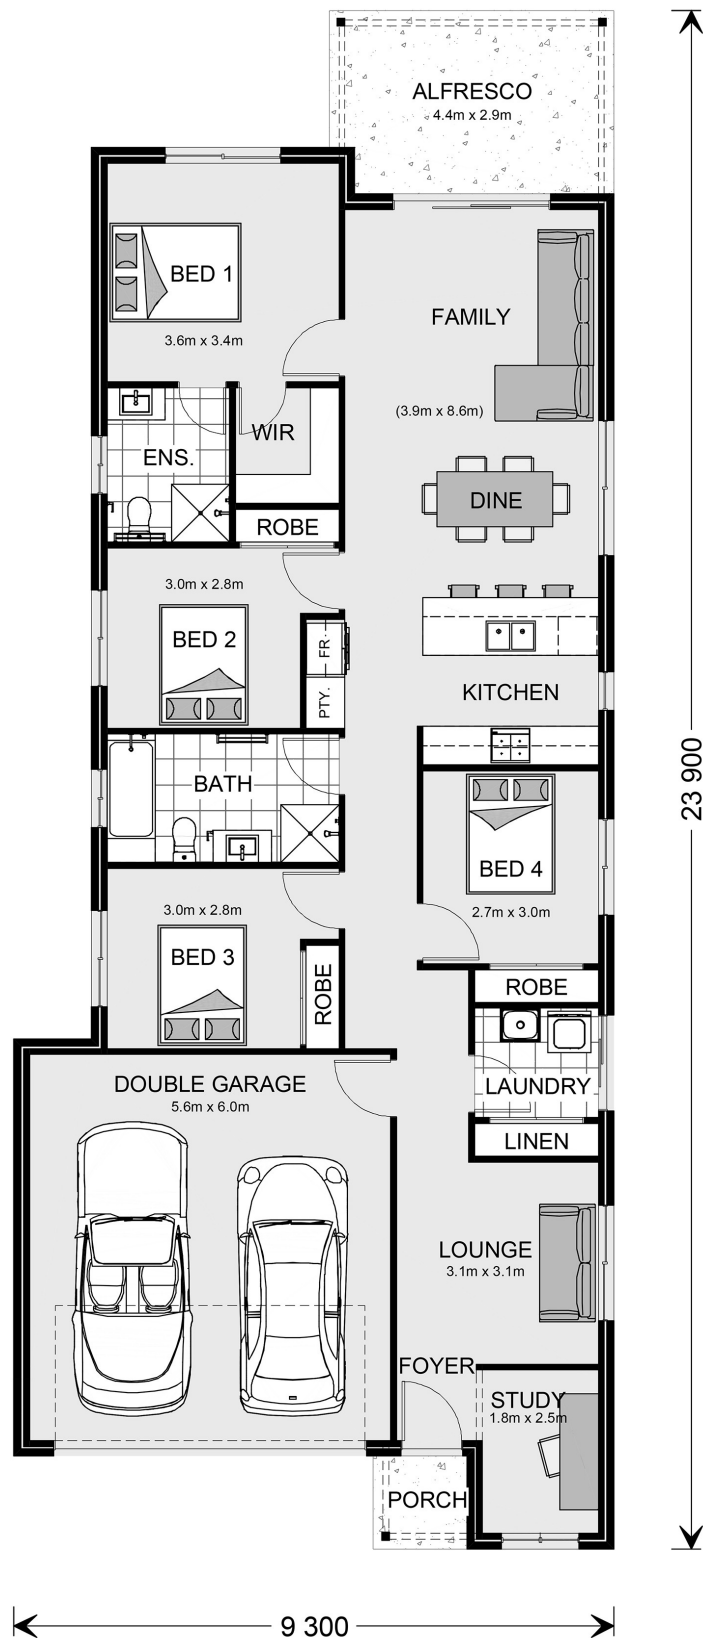 ALFRESCO
4.4m x 2.9m
BED 1
3.6m x 3.4m
FAMILY
(3.9m x 8.6m)
WIR
ENS.
DINE
ROBE
3.0m x 2.8m
BED 2
FR.
PTY.
KITCHEN
23 900
BATH
BED 4
2.7m x 3.0m
3.0m x 2.8m
BED 3
ROBE
ROBE
LAUNDRY
DOUBLE GARAGE
5.6m x 6.0m
LINEN
LOUNGE
3.1m x 3.1m
FOYER
STUDY
1.8m x 2.5m
PORCH
9 300